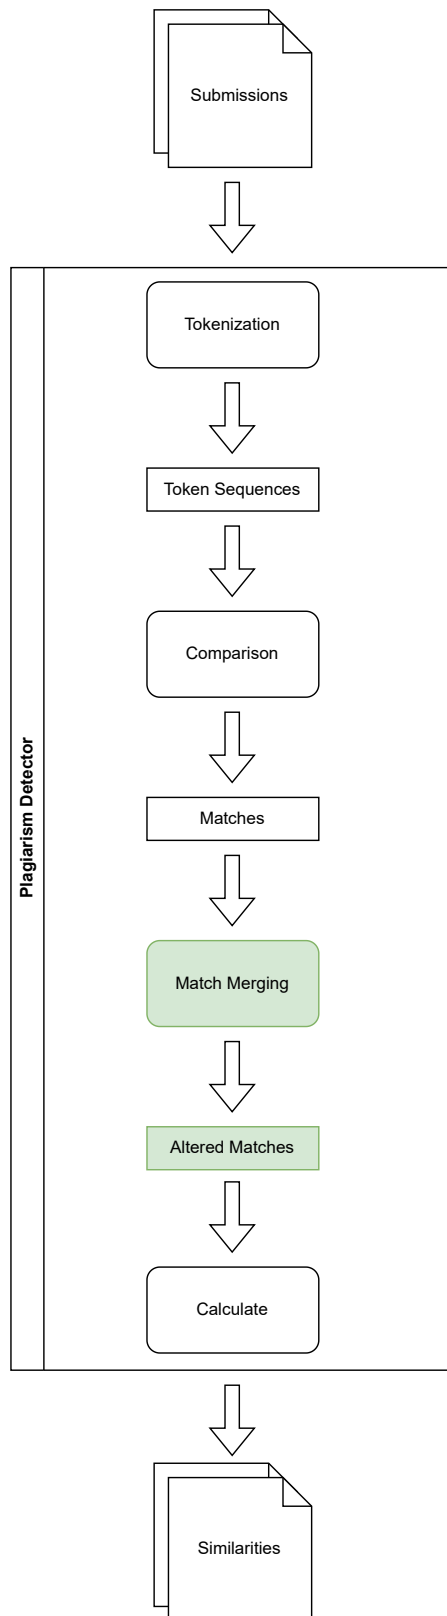 Submissions
Plagiarism Detector
Tokenization
Token Sequences
Comparison
Matches
Match Merging
Altered Matches
Calculate
Similarities